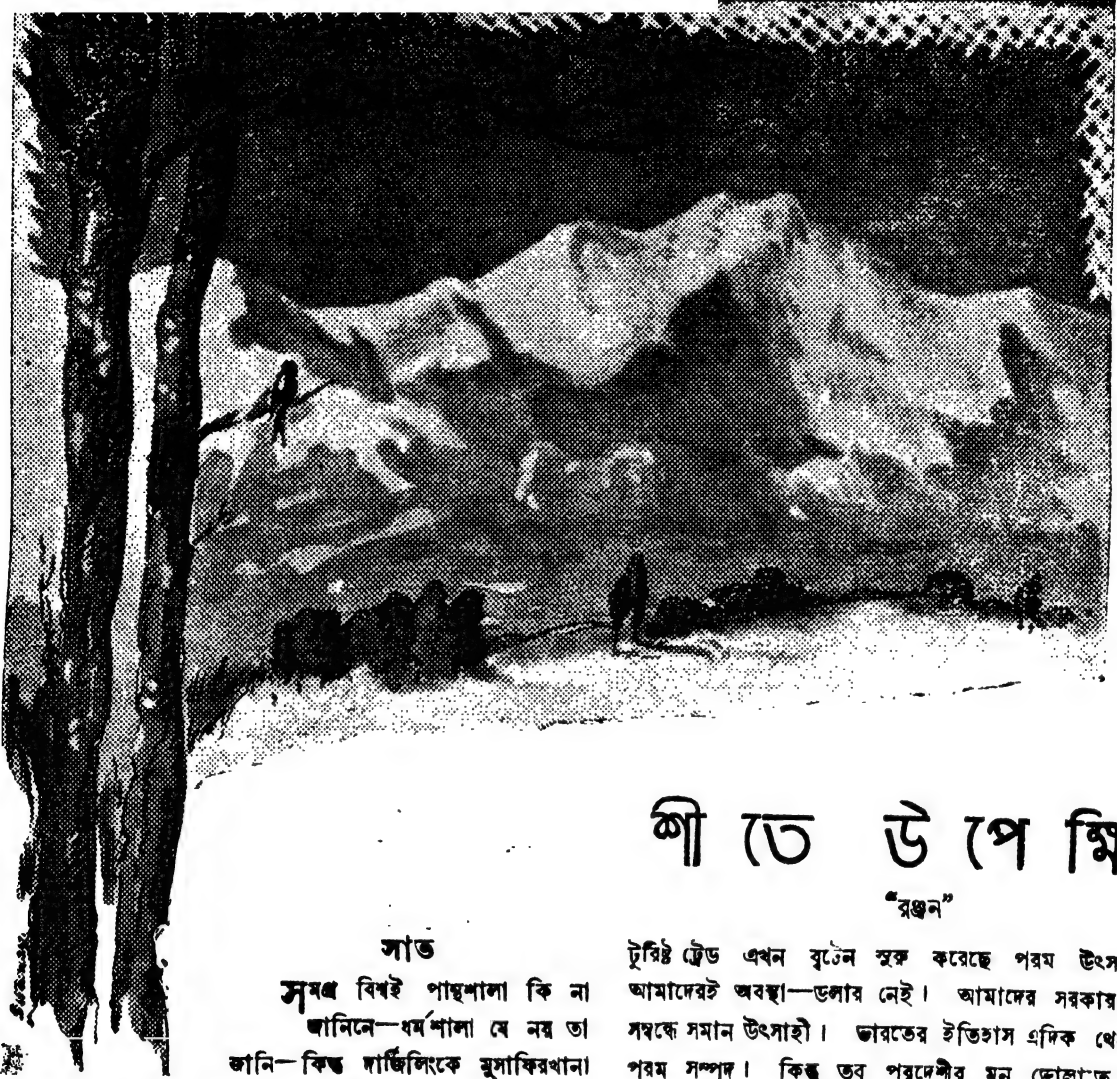 শীতে উপেক্ষি
“রঞ্জন”
সাত
সমগ্র বিশ্বই পান্থশালা কি না
জানিনে—ধর্মশালা যে নয় তা
জানি—কিন্তু দার্জিলিংকে মুসাফিরখানা
টুরিষ্ট ট্রেড এখন বৃটেন সুরু করেছে পরম উৎস
আমাদেরই অবস্থা—ডলার নেই। আমাদের সরকার
সম্বন্ধে সমান উৎসাহী। ভারতের ইতিহাস এদিক থে
পরম সম্পদ। কিন্তু তবু পরদেশীর মন ভোলাতে